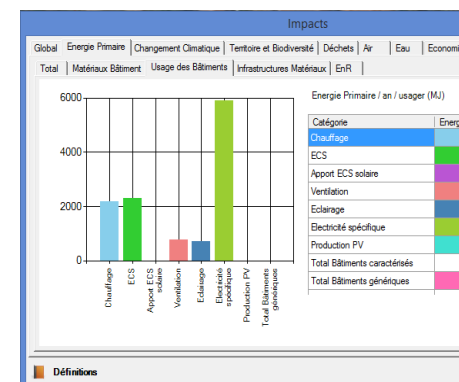 Impacts
Global Energie Primaire Changement Climatique Territoire et Biodiversité Déchets Air Eau Economi
Total Matériaux Bâtiment Usage des Bâtiments Infrastructures Matériaux EnR
Energie Primaire / an / usager (MJ)
6000
4000
2000
0
Chauffage
ECS
Apport ECS
solaire
Ventilation
Eclairage
Electricité
spécifique
Production PV
Total Bâtiments
génériques
Catégorie Energ
Chauffage
ECS
Apport ECS solaire
Ventilation
Eclairage
Electricité spécifique
Production PV
Total Bâtiments caractérisés
Total Bâtiments génériques
Définitions